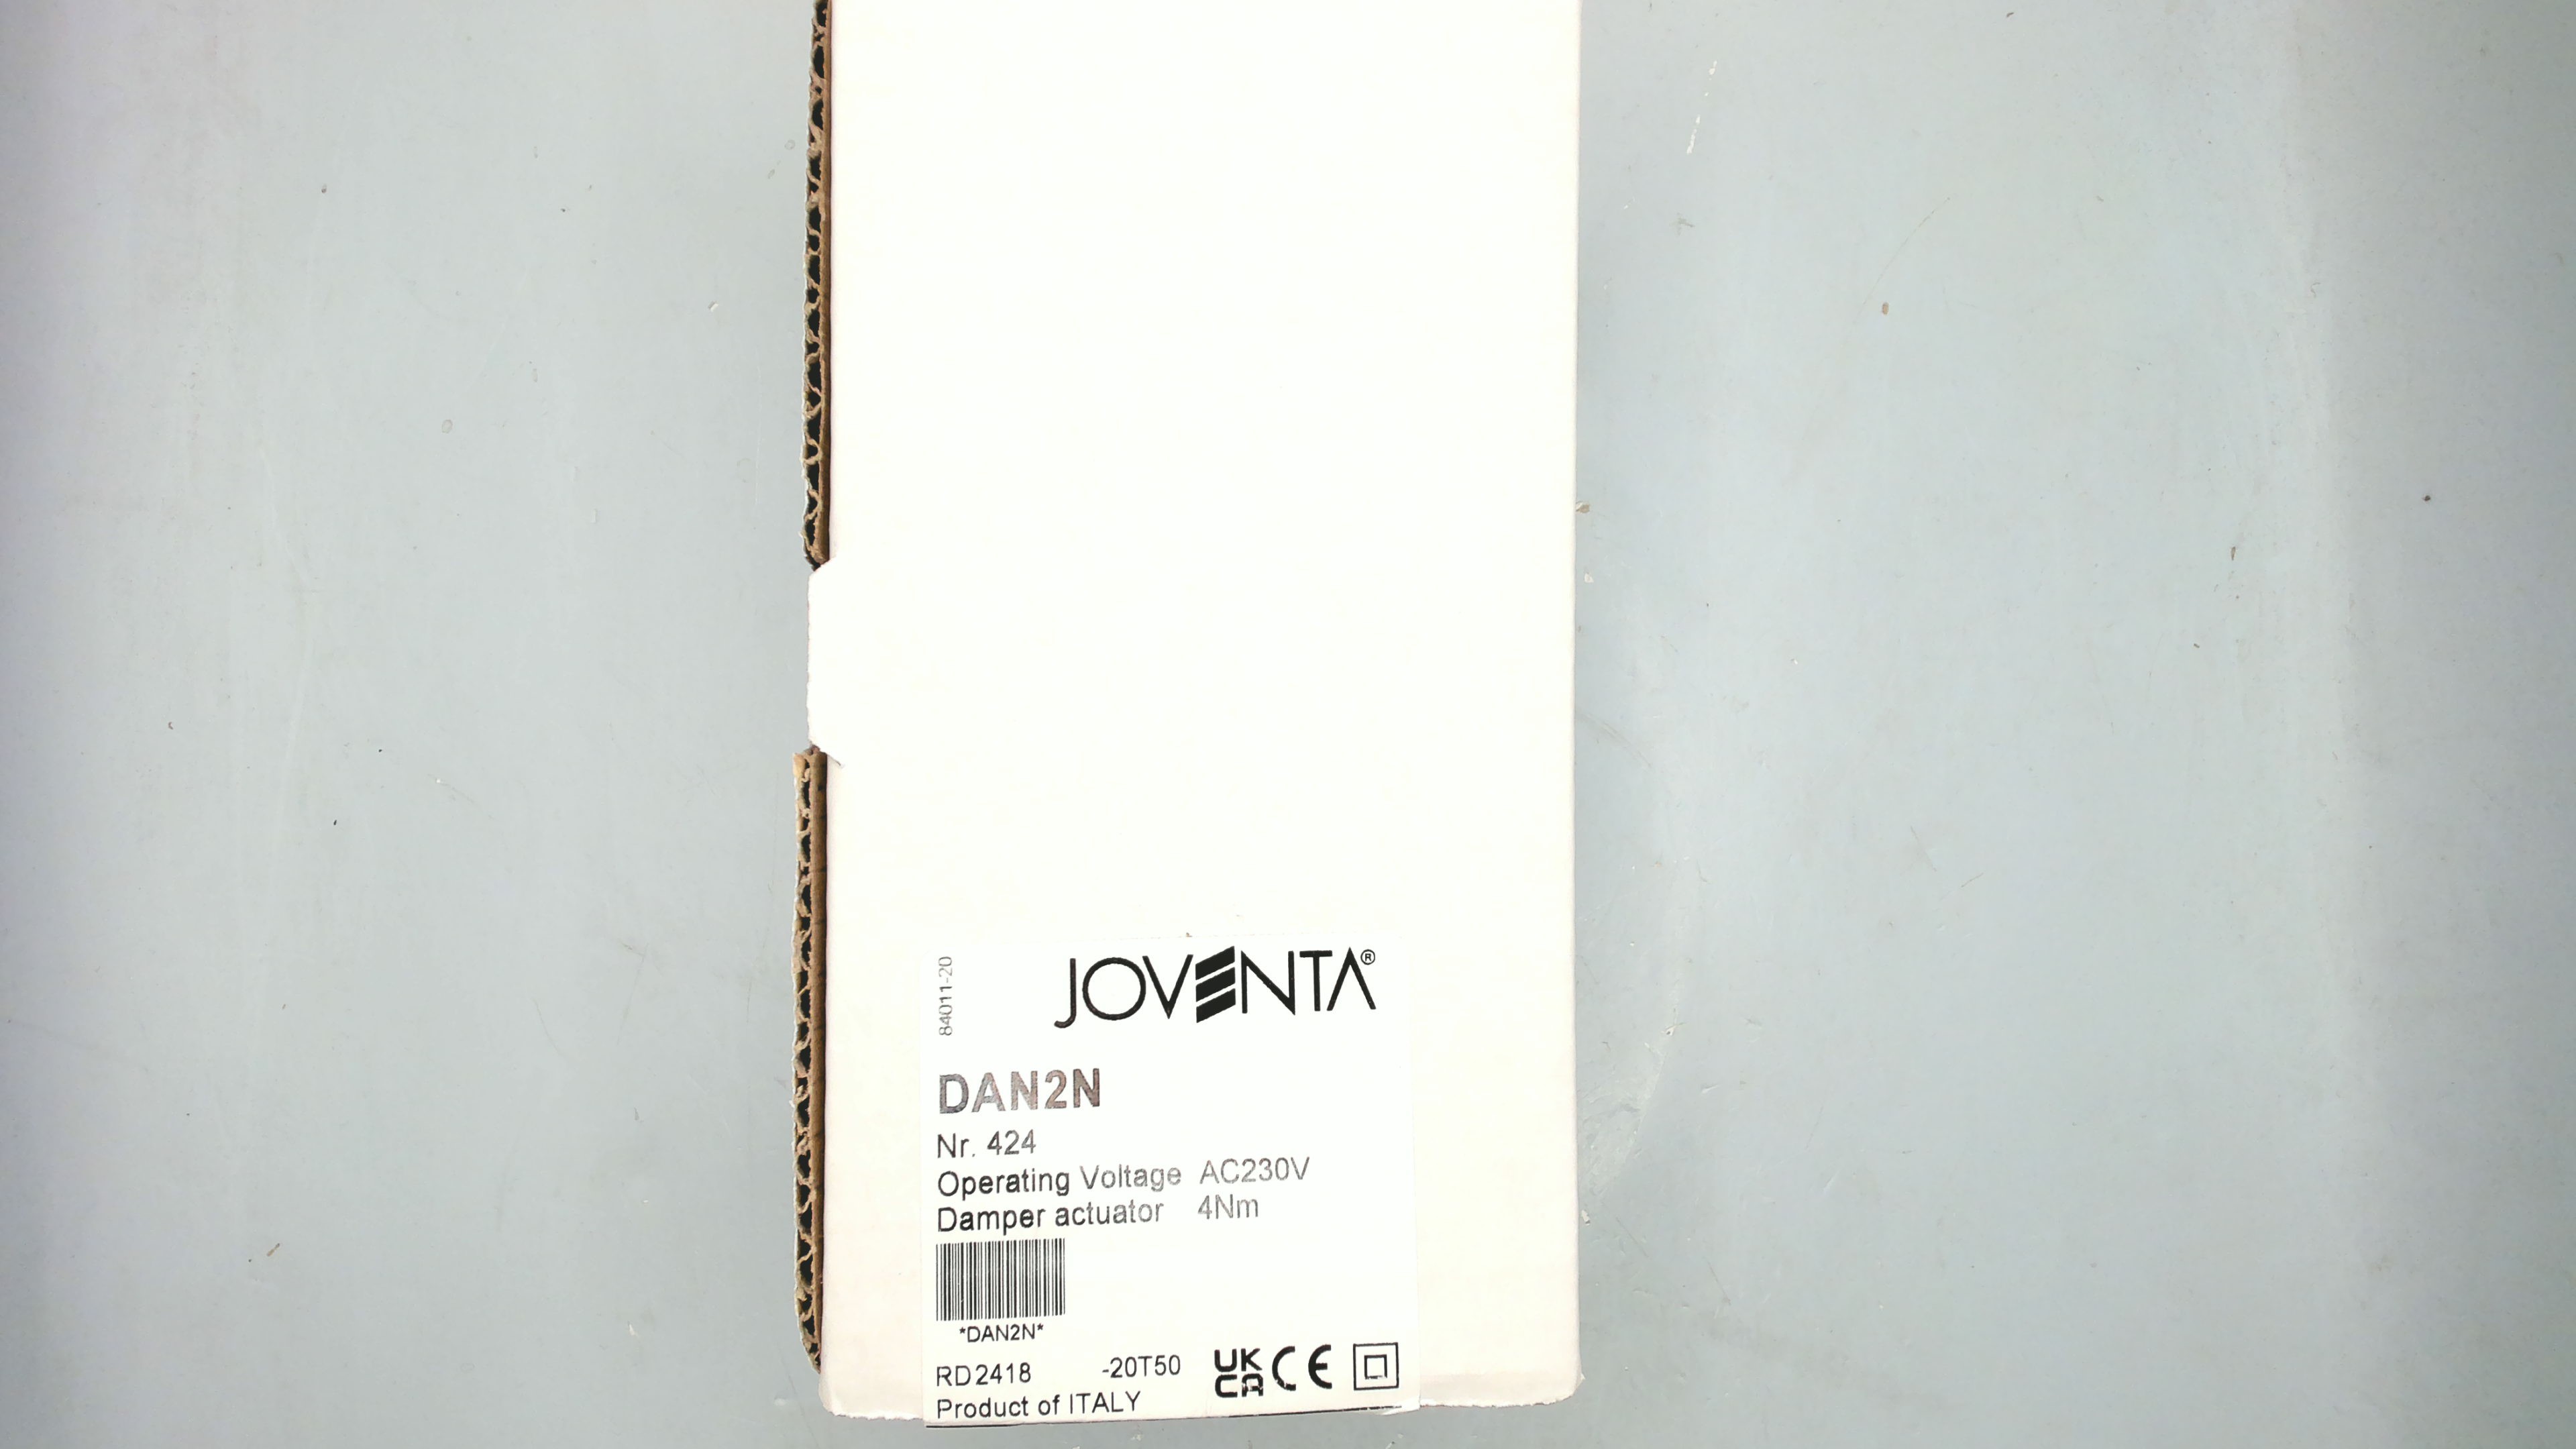 84011-20
JOVENTA®
DAN2N
Nr. 424
Operating Voltage AC230V
Damper actuator 4Nm
*DAN2N*
RD2418 -20T50 UK CA CE
Product of ITALY